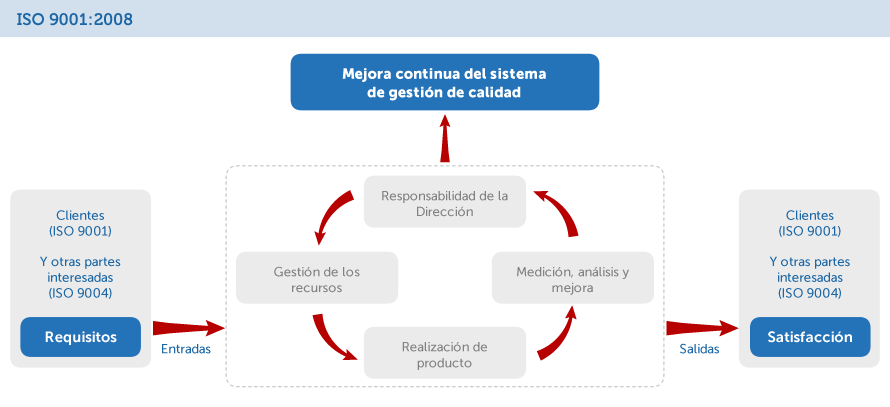 ISO 9001:2008
Mejora continua del sistema
de gestión de calidad
Clientes
(ISO 9001)
Y otras partes
interesadas
(ISO 9004)
Requisitos
Entradas
Responsabilidad de la
Dirección
Gestión de los
recursos
Medición, análisis y
mejora
Realización de
producto
Salidas
Clientes
(ISO 9001)
Y otras partes
interesadas
(ISO 9004)
Satisfacción